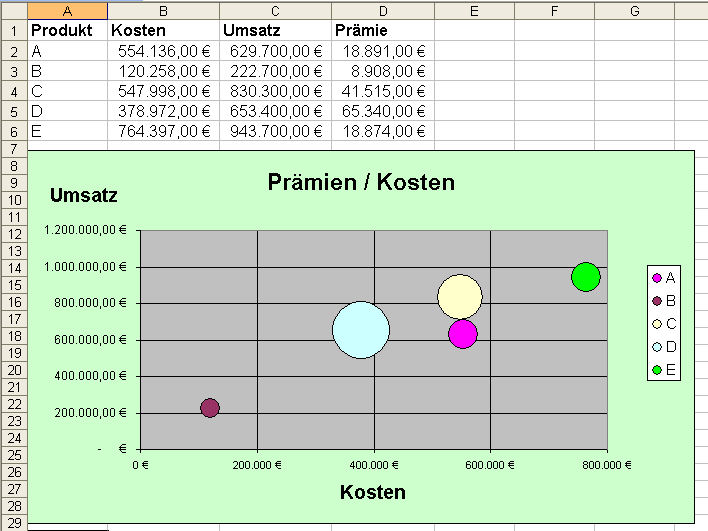 A B C D E F G
1 Produkt Kosten Umsatz Prämie
2 A 554.136,00 € 629.700,00 € 18.891,00 €
3 B 120.258,00 € 222.700,00 € 8.908,00 €
4 C 547.998,00 € 830.300,00 € 41.515,00 €
5 D 378.972,00 € 653.400,00 € 65.340,00 €
6 E 764.397,00 € 943.700,00 € 18.874,00 €
7
8
9
10
11
12
13
14
15
16
17
18
19
20
21
22
23
24
25
26
27
28
29
Prämien / Kosten
Umsatz
1.200.000,00 €
1.000.000,00 €
800.000,00 €
600.000,00 €
400.000,00 €
200.000,00 €
- €
0 € 200.000 € 400.000 € 600.000 € 800.000 €
Kosten
A
B
C
D
E